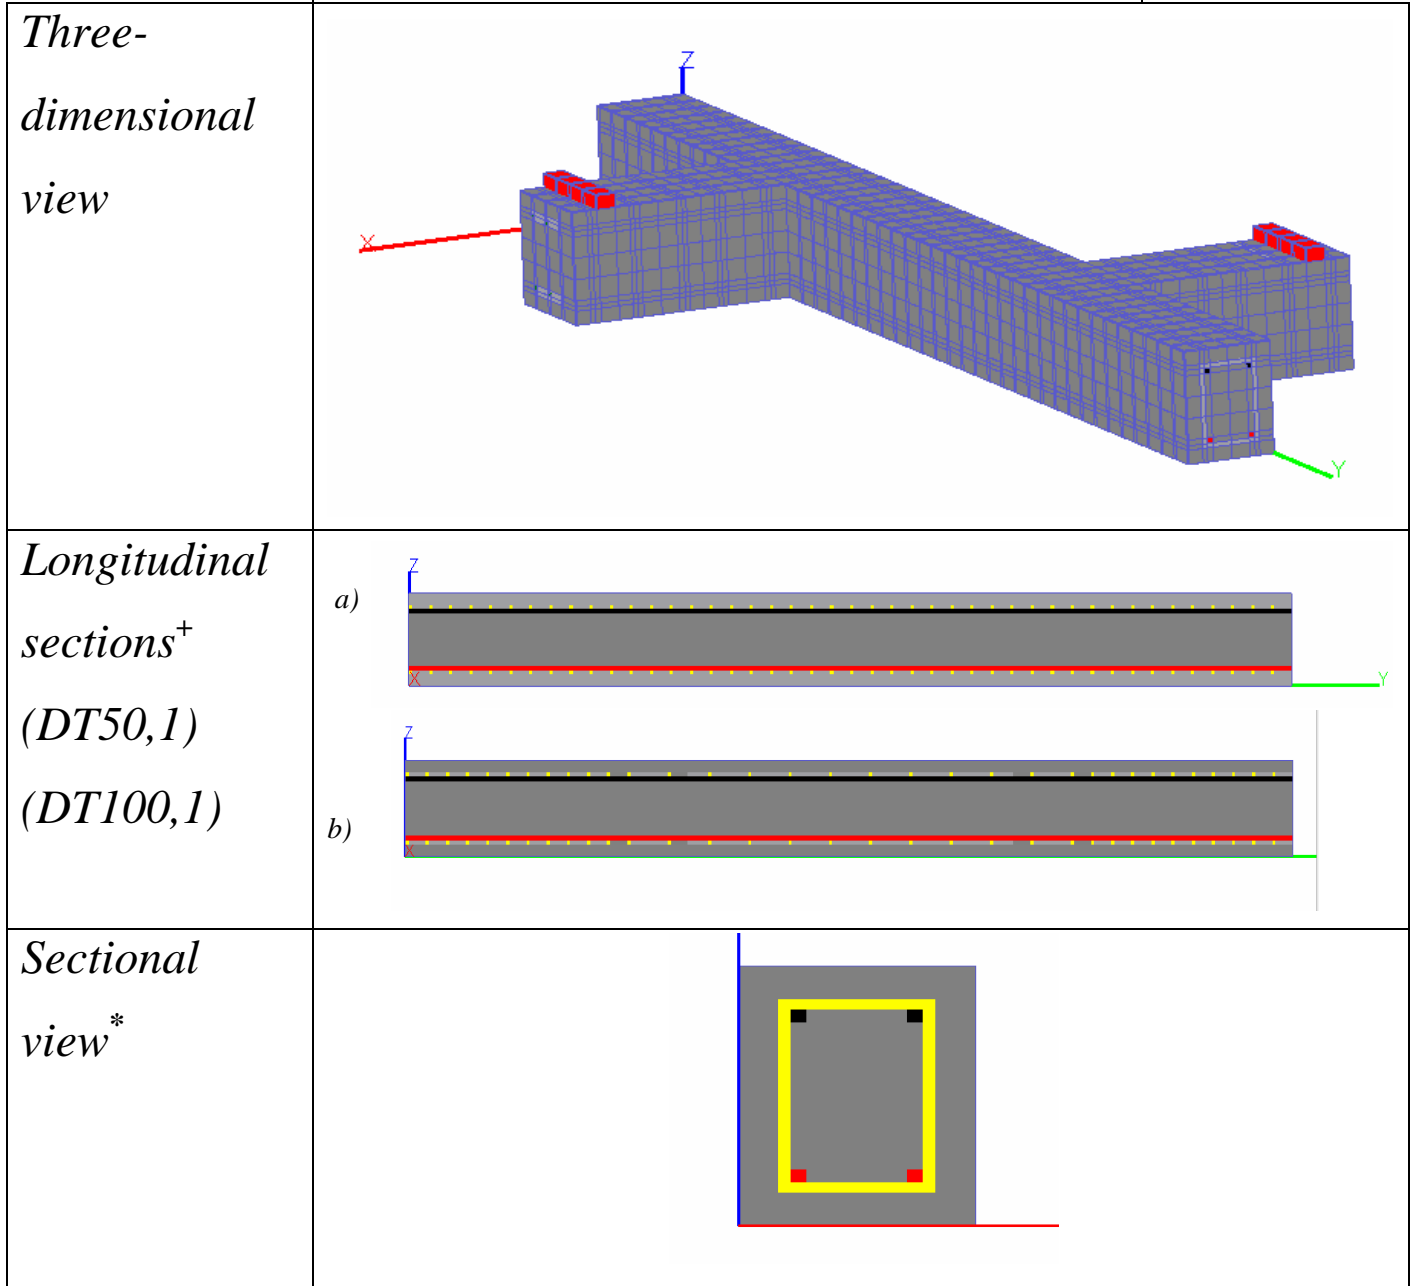 Three-
dimensional
view
Z
X
Y
Longitudinal
sections+
(DT50,1)
(DT100,1)
a)
Z
X
Y
b)
Z
X
Sectional
view*